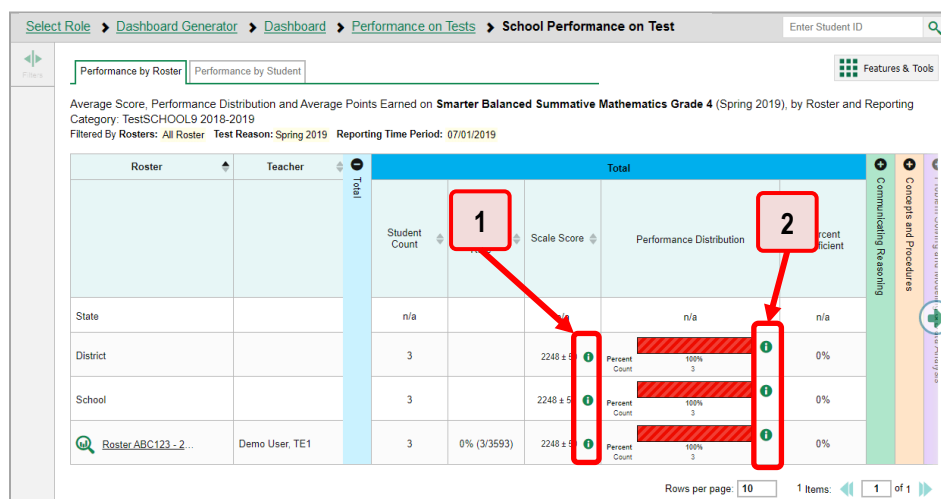 Select Role > Dashboard Generator > Dashboard > Performance on Tests > School Performance on Test
Enter Student ID
Filters
Performance by Roster
Performance by Student
Features & Tools
Average Score, Performance Distribution and Average Points Earned on Smarter Balanced Summative Mathematics Grade 4 (Spring 2019), by Roster and Reporting
Category: TestSCHOOL9 2018-2019
Filtered By Rosters: All Roster Test Reason: Spring 2019 Reporting Time Period: 07/01/2019
Roster
Teacher
Total
Total
Communicating Reasoning
Concepts and Procedures
Student
Count
1
Scale Score
Performance Distribution
2
State n/a n/a n/a
District 3 2248 ± 0%
Percent 100%
Count 3
School 3 2248 ± 0%
Percent 100%
Count 3
Roster ABC123 - 2... Demo User, TE1 3 0% (3/3593) 2248 ± 0%
Percent 100%
Count 3
Rows per page: 10 1 Items: 1 of 1